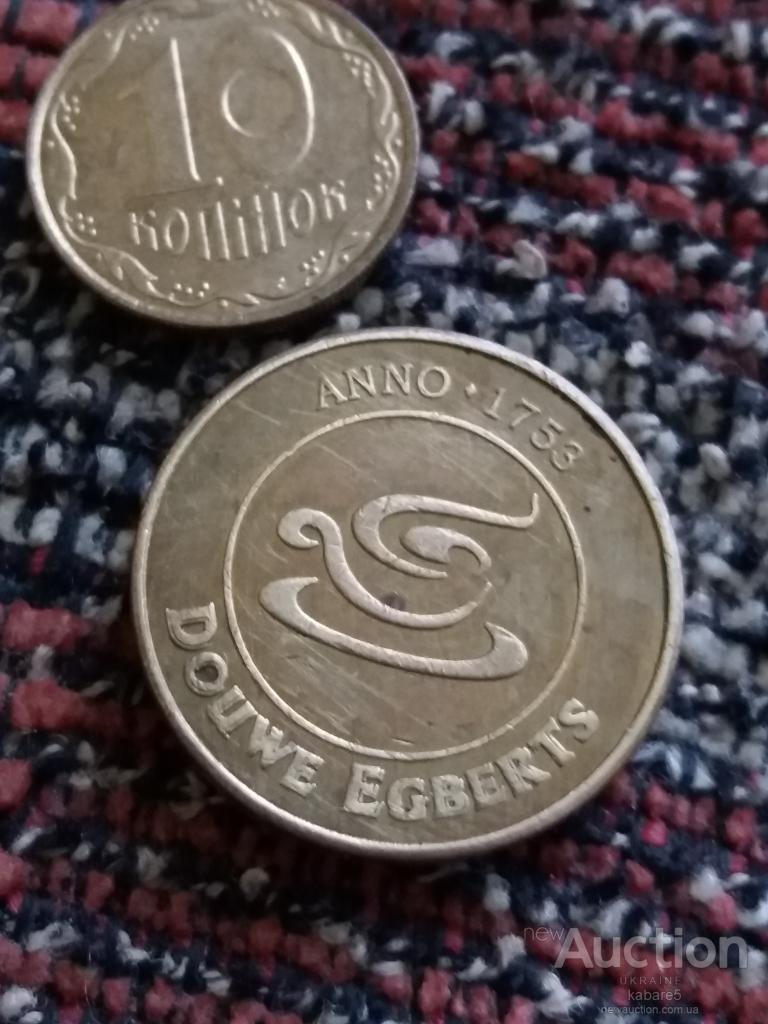 10
КОПІЙОК
ANNO · 1753
DOUWE EGBERTS
newAuction
UKRAINE
kabare5
newauction.com.ua